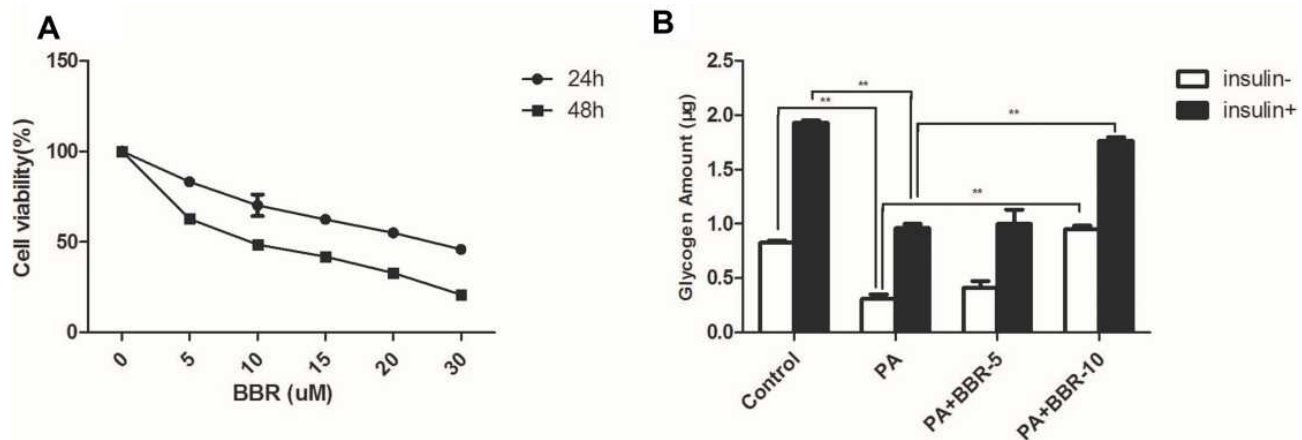 A
150
100
50
0
Cell viability(%)
0
5
10
15
20
30
BBR (uM)
24h
48h
B
2.5
2.0
1.5
1.0
0.5
0.0
Glycogen Amount (μg)
**
**
**
**
Control
PA
PA+BBR-5
PA+BBR-10
insulin-
insulin+